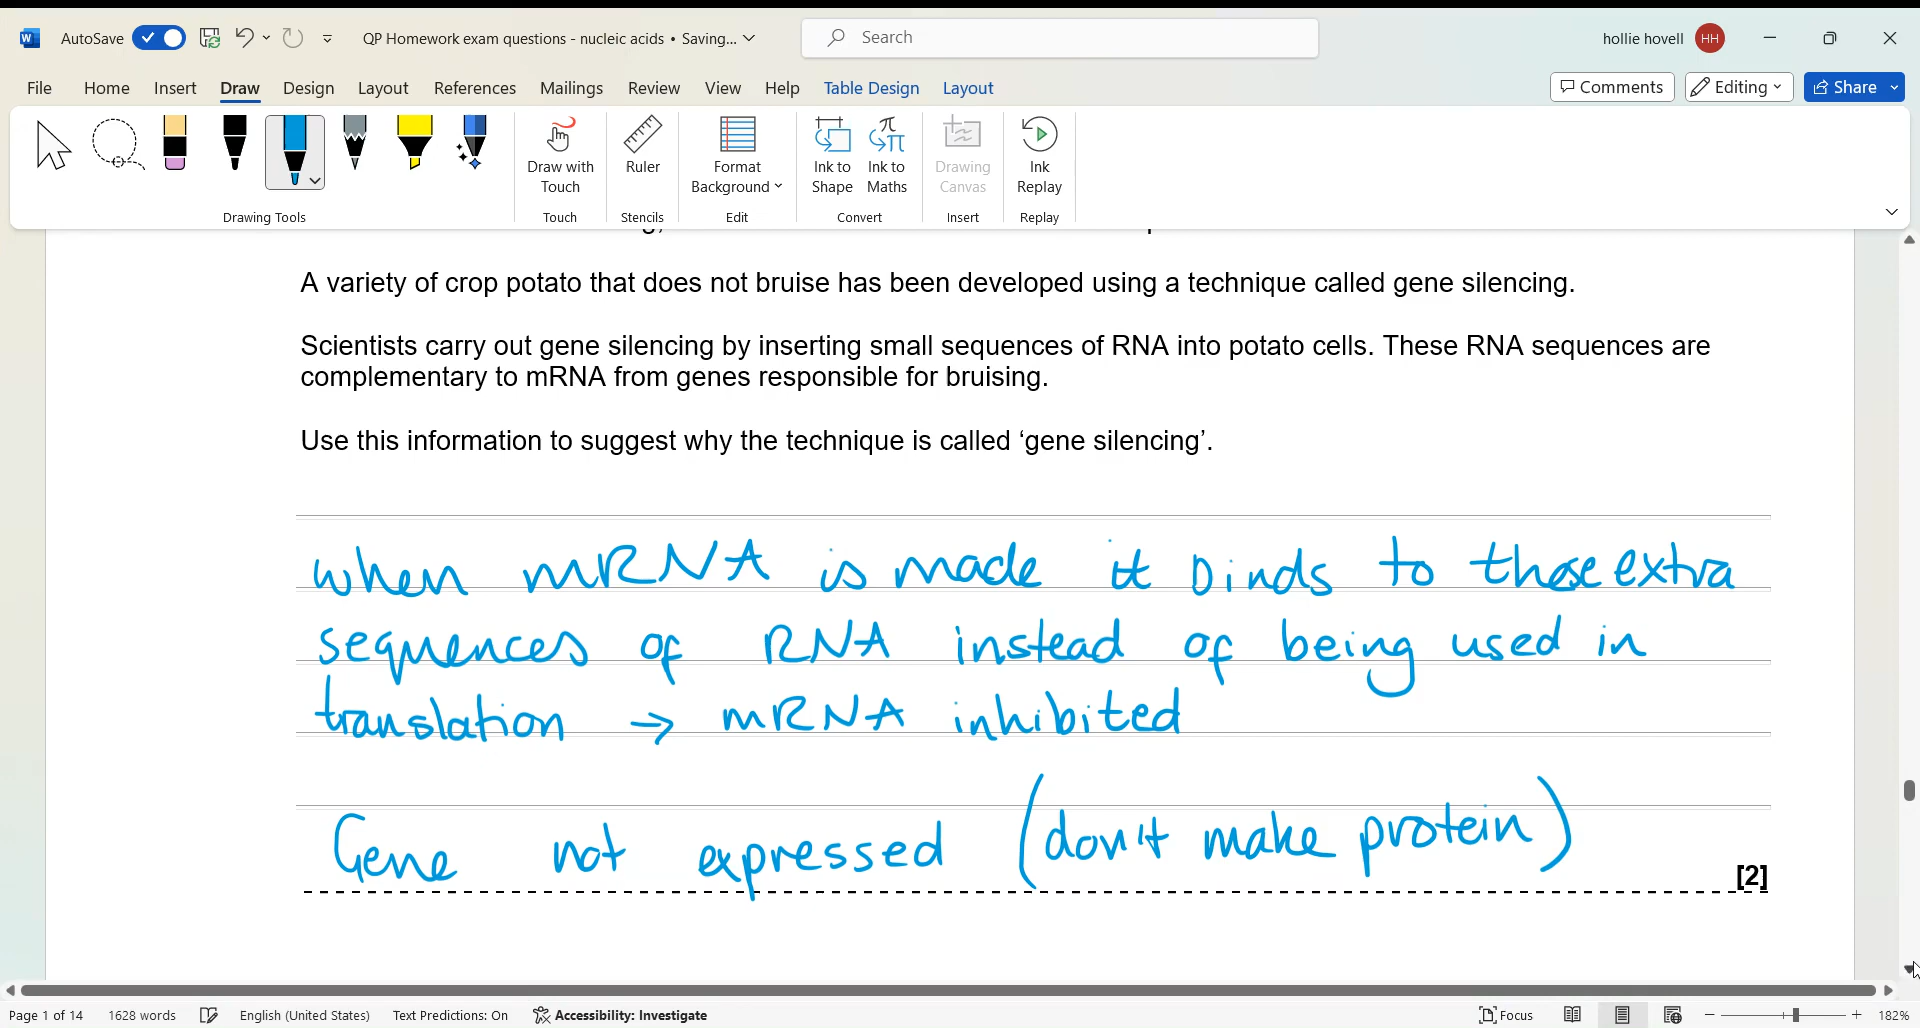 AutoSave
QP Homework exam questions - nucleic acids • Saving...
Search
hollie hovell
HH
File Home Insert Draw Design Layout References Mailings Review View Help Table Design Layout
Comments
Editing
Share
Draw with Touch
Ruler
Format Background
Ink to Shape
Ink to Maths
Drawing Canvas
Ink Replay
Drawing Tools
Touch
Stencils
Edit
Convert
Insert
Replay
A variety of crop potato that does not bruise has been developed using a technique called gene silencing.
Scientists carry out gene silencing by inserting small sequences of RNA into potato cells. These RNA sequences are
complementary to mRNA from genes responsible for bruising.
Use this information to suggest why the technique is called ‘gene silencing’.
when mRNA is made it binds to these extra
sequences of RNA instead of being used in
translation → mRNA inhibited
Gene not expressed (don't make protein)
[2]
Page 1 of 14
1628 words
English (United States)
Text Predictions: On
Accessibility: Investigate
Focus
182%